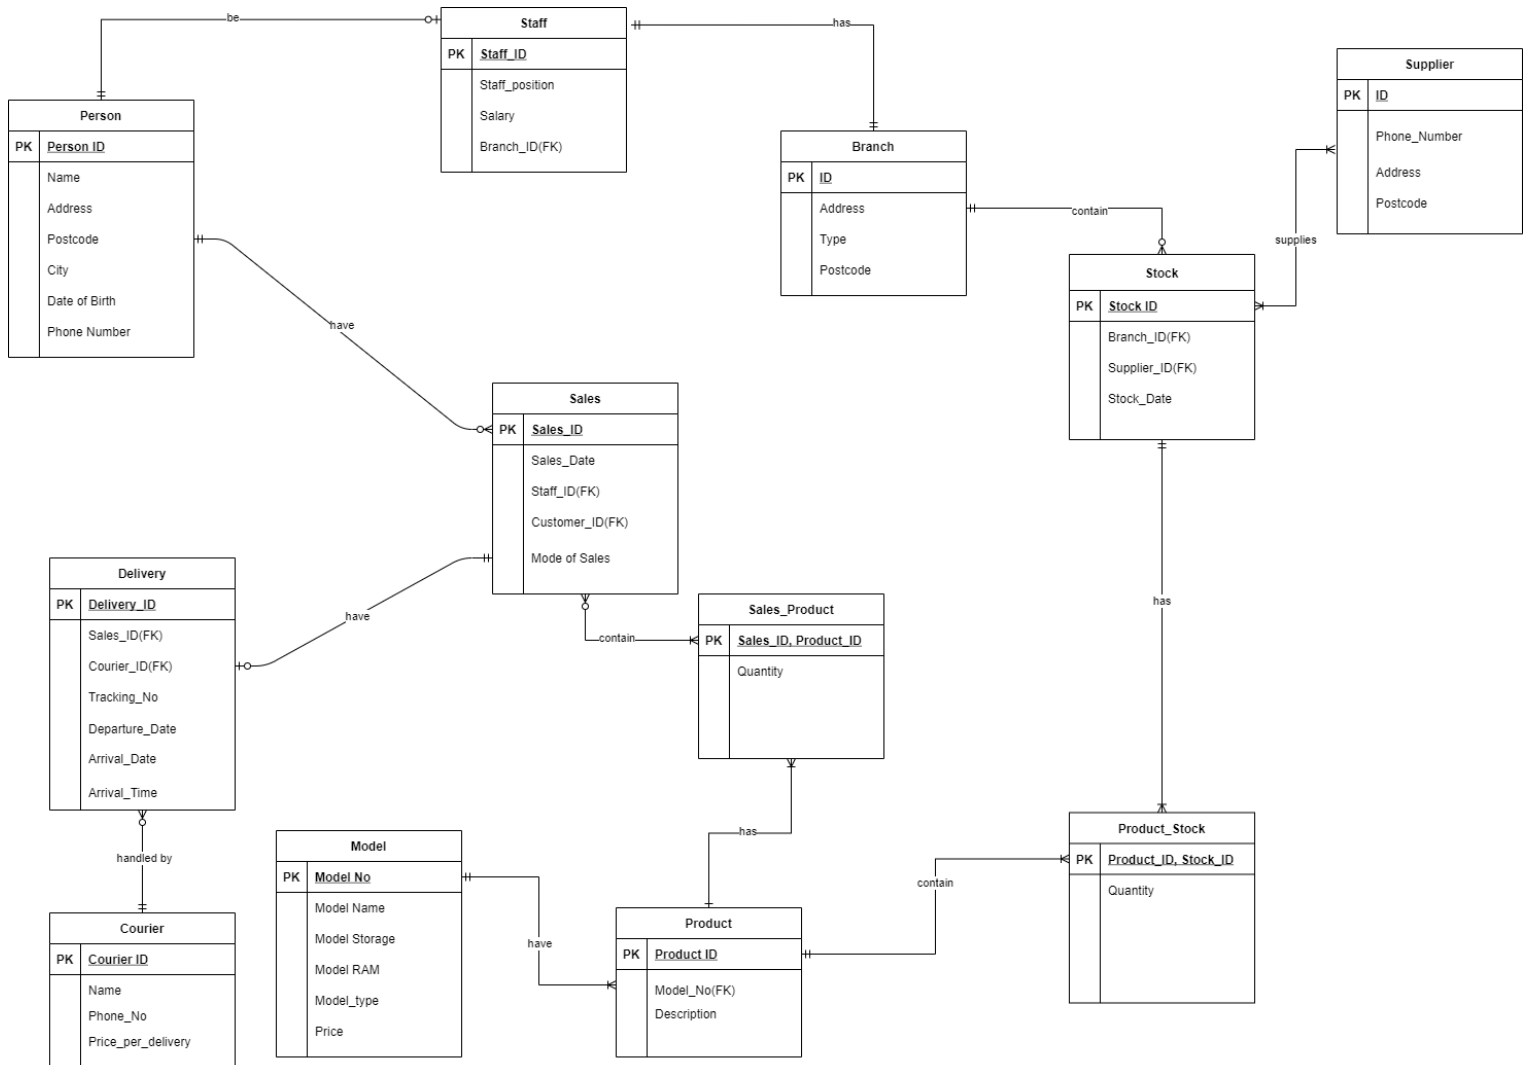 be
Staff
PK Staff_ID
Staff_position
Salary
Branch_ID(FK)
has
Supplier
PK ID
Phone_Number
Address
Postcode
Person
PK Person ID
Name
Address
Postcode
City
Date of Birth
Phone Number
Branch
PK ID
Address
Type
Postcode
contain
supplies
Stock
PK Stock ID
Branch_ID(FK)
Supplier_ID(FK)
Stock_Date
have
Sales
PK Sales_ID
Sales_Date
Staff_ID(FK)
Customer_ID(FK)
Mode of Sales
Delivery
PK Delivery_ID
Sales_ID(FK)
Courier_ID(FK)
Tracking_No
Departure_Date
Arrival_Date
Arrival_Time
have
contain
Sales_Product
PK Sales_ID, Product_ID
Quantity
has
has
handled by
Model
PK Model No
Model Name
Model Storage
Model RAM
Model_type
Price
have
Product
PK Product ID
Model_No(FK)
Description
contain
Product_Stock
PK Product_ID, Stock_ID
Quantity
Courier
PK Courier ID
Name
Phone_No
Price_per_delivery